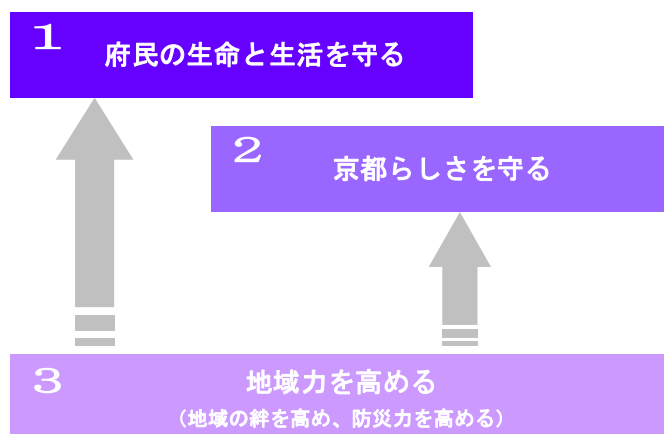 1 府民の生命と生活を守る
2 京都らしさを守る
3 地域力を高める
（地域の絆を高め、防災力を高める）